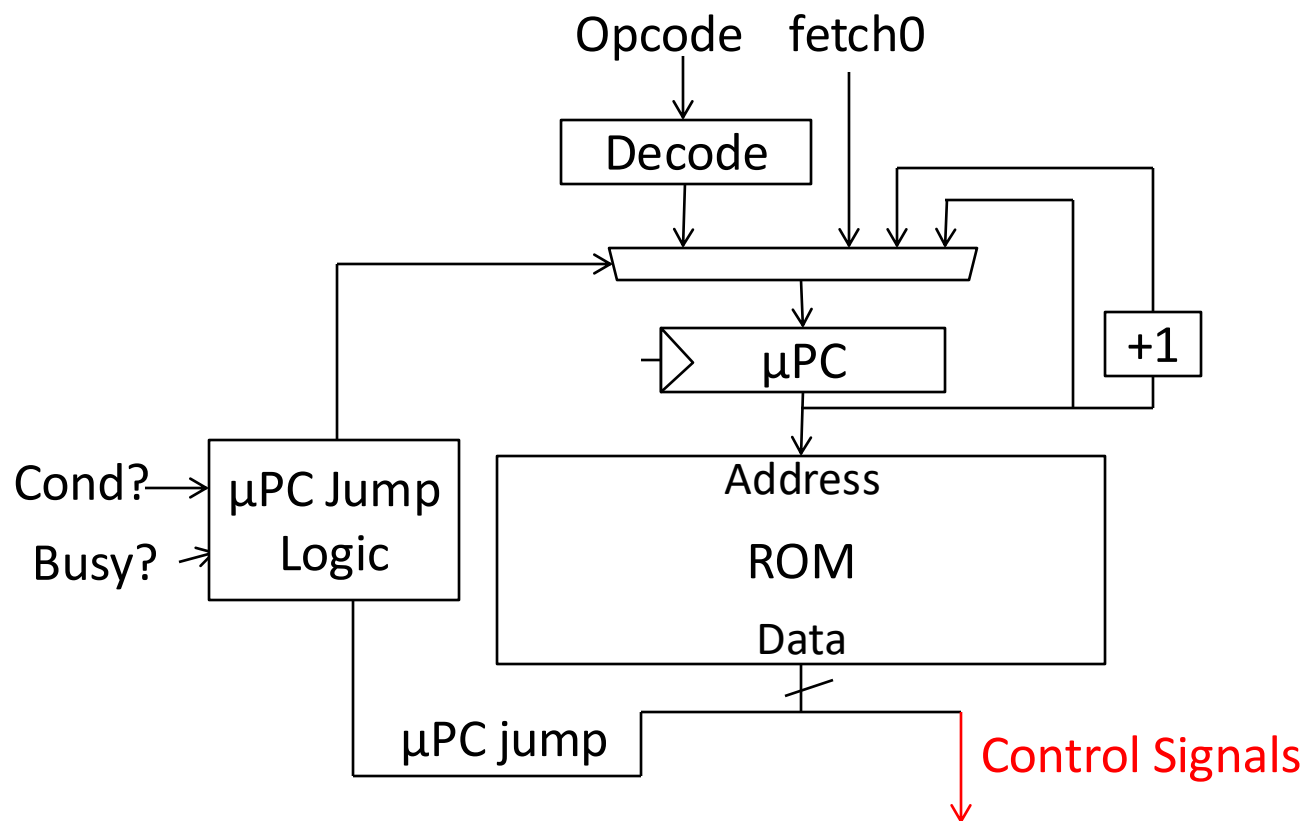 Opcode fetch0
Decode
+1
μPC
Cond?
Busy?
μPC Jump
Logic
Address
ROM
Data
μPC jump
Control Signals